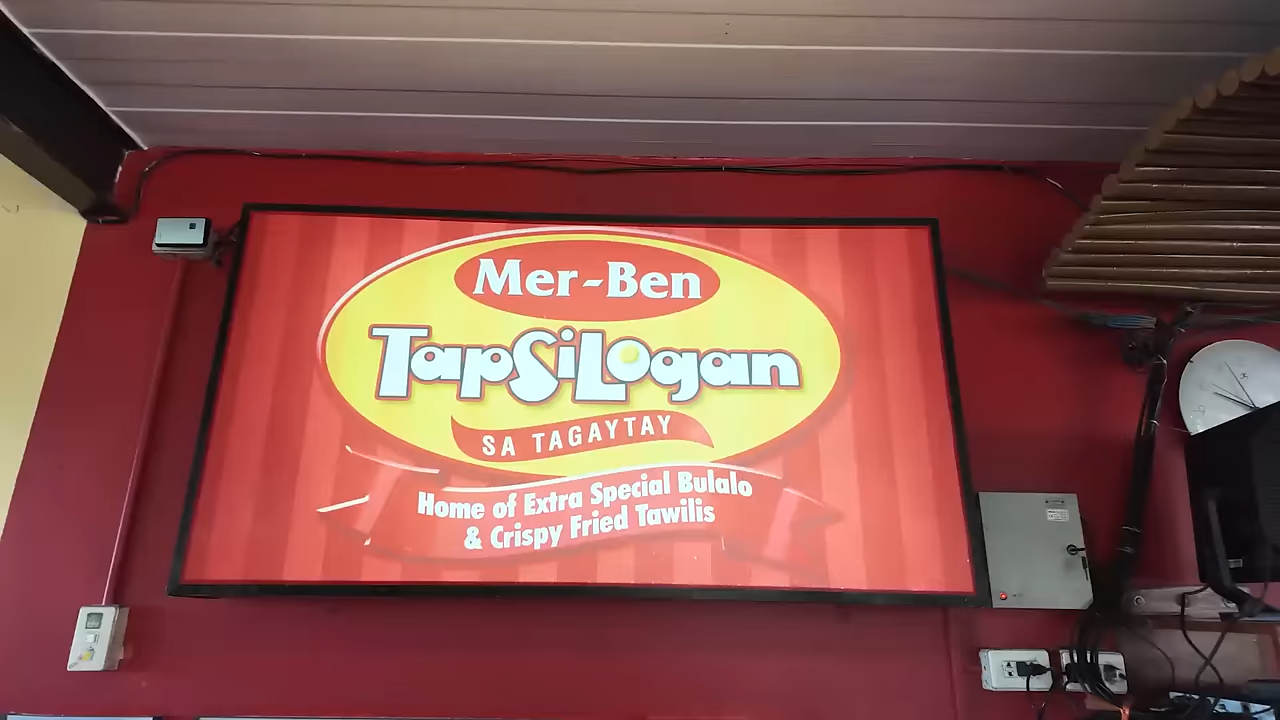 Mer-Ben
TapSiLogan
SA TAGAYTAY
Home of Extra Special Bulalo
& Crispy Fried Tawilis